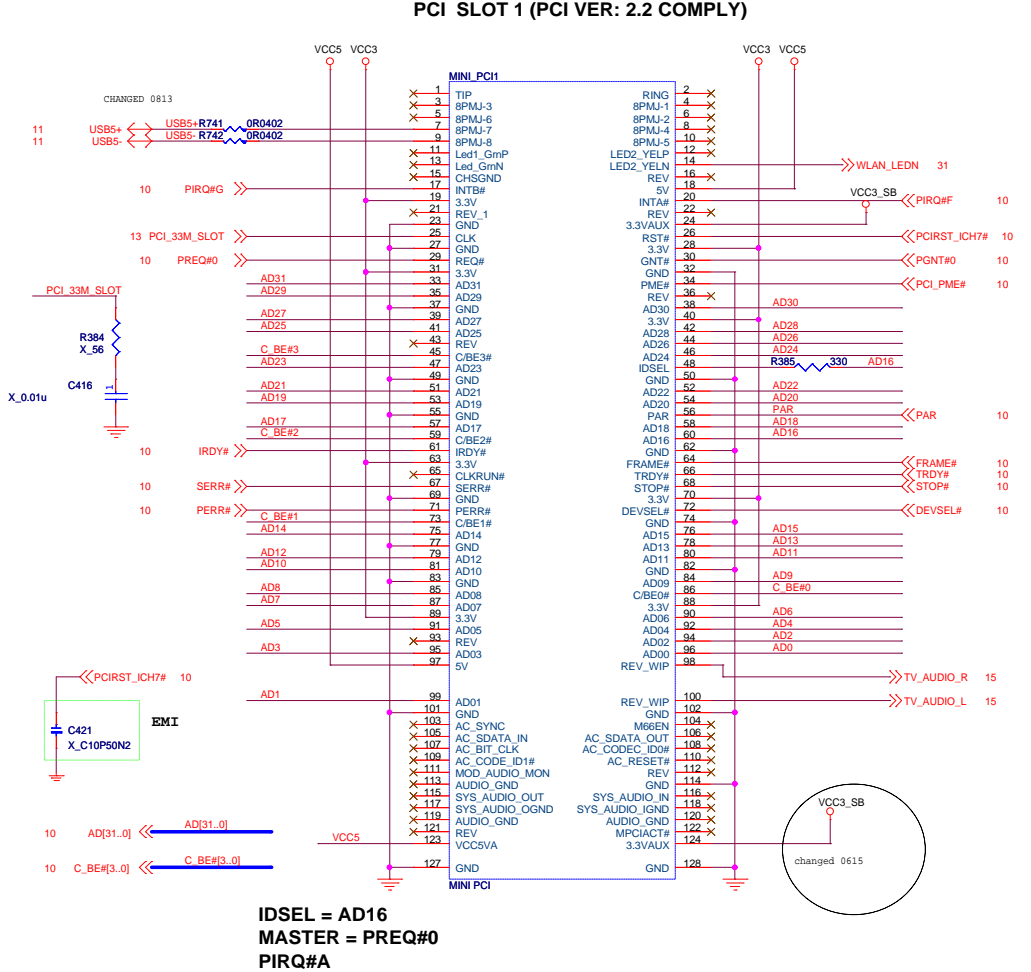 PCI SLOT 1 (PCI VER: 2.2 COMPLY)
VCC5 VCC3 VCC3 VCC5
MINI_PCI1
CHANGED 0813
1 TIP RING 2
3 8PMJ-3 8PMJ-1 4
5 8PMJ-6 8PMJ-2 6
11 USB5+ USB5+ R741 0R0402 7 8PMJ-7 8PMJ-4 8
11 USB5- USB5- R742 0R0402 9 8PMJ-8 8PMJ-5 10
11 Led1_GrnP LED2_YELP 12
13 Led_GrnN LED2_YELN 14 WLAN_LEDN 31
15 CHSGND REV 16
10 PIRQ#G 17 INTB# 5V 18
19 3.3V INTA# 20 PIRQ#F 10
VCC3_SB
21 REV_1 REV 22
23 GND 3.3VAUX 24
13 PCI_33M_SLOT 25 CLK RST# 26 PCIRST_ICH7# 10
27 GND 3.3V 28
10 PREQ#0 29 REQ# GNT# 30 PGNT#0 10
31 3.3V GND 32
AD31 33 AD31 PME# 34 PCI_PME# 10
PCI_33M_SLOT
AD29 35 AD29 REV 36
37 GND AD30 38 AD30
AD27 39 AD27 3.3V 40
AD25 41 AD25 AD28 42 AD28
R384
X_56
43 REV AD26 44 AD26
C_BE#3 45 C/BE3# AD24 46 AD24
AD23 47 AD23 IDSEL 48 R385 330 AD16
49 GND GND 50
C416 1
X_0.01u
AD21 51 AD21 AD22 52 AD22
AD19 53 AD19 AD20 54 AD20
55 GND PAR 56 PAR PAR 10
AD17 57 AD17 AD18 58 AD18
C_BE#2 59 C/BE2# AD16 60 AD16
10 IRDY# 61 IRDY# GND 62
63 3.3V FRAME# 64 FRAME# 10
65 CLKRUN# TRDY# 66 TRDY# 10
10 SERR# 67 SERR# STOP# 68 STOP# 10
69 GND 3.3V 70
10 PERR# 71 PERR# DEVSEL# 72 DEVSEL# 10
C_BE#1 73 C/BE1# GND 74
AD14 75 AD14 AD15 76 AD15
77 GND AD13 78 AD13
AD12 79 AD12 AD11 80 AD11
AD10 81 AD10 GND 82
83 GND AD09 84 AD9
AD8 85 AD08 C/BE0# 86 C_BE#0
AD7 87 AD07 3.3V 88
89 3.3V AD06 90 AD6
AD5 91 AD05 AD04 92 AD4
93 REV AD02 94 AD2
AD3 95 AD03 AD00 96 AD0
97 5V REV_WIP 98 TV_AUDIO_R 15
PCIRST_ICH7# 10
AD1 99 AD01 REV_WIP 100 TV_AUDIO_L 15
101 GND GND 102
EMI
C421
X_C10P50N2
103 AC_SYNC M66EN 104
105 AC_SDATA_IN AC_SDATA_OUT 106
107 AC_BIT_CLK AC_CODEC_ID0# 108
109 AC_CODE_ID1# AC_RESET# 110
111 MOD_AUDIO_MON REV 112
113 AUDIO_GND GND 114
115 SYS_AUDIO_OUT SYS_AUDIO_IN 116
117 SYS_AUDIO_OGND SYS_AUDIO_IGND 118
119 AUDIO_GND AUDIO_GND 120
VCC3_SB
10 AD[31..0] AD[31..0]
121 REV MPCIACT# 122
VCC5 123 VCC5VA 3.3VAUX 124
changed 0615
10 C_BE#[3..0] C_BE#[3..0]
127 GND GND 128
MINI PCI
IDSEL = AD16
MASTER = PREQ#0
PIRQ#A